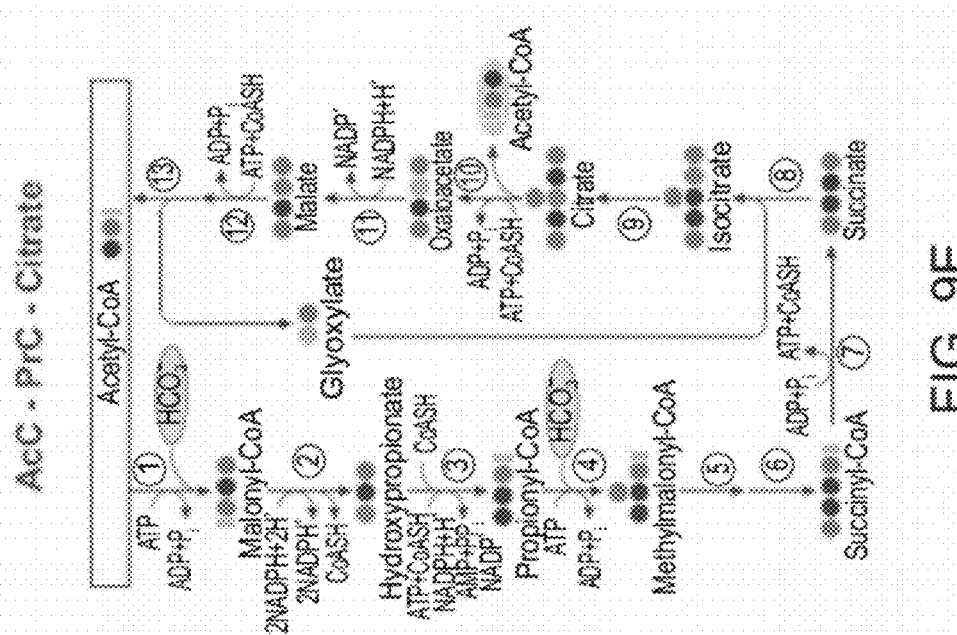 AcC - PrC - Citrate
Acetyl-CoA
1
ATP
HCO3-
ADP+Pi
Malonyl-CoA
2NADPH+2H+
2
2NADPH
CoASH
Hydroxypropionate
ATP+CoASH
CoASH
NADPH+H+
3
AMP+PPi
NADP+
Propionyl-CoA
ATP
HCO3-
4
ADP+Pi
Methylmalonyl-CoA
5
6
Succinyl-CoA
ADP+Pi
7
ATP+CoASH
Succinate
8
Isocitrate
9
Citrate
ATP+CoASH
ADP+Pi
10
Acetyl-CoA
Oxaloacetate
11
NADPH+H+
NADP+
Malate
12
ATP+CoASH
ADP+Pi
13
Glyoxylate
FIG. 9F